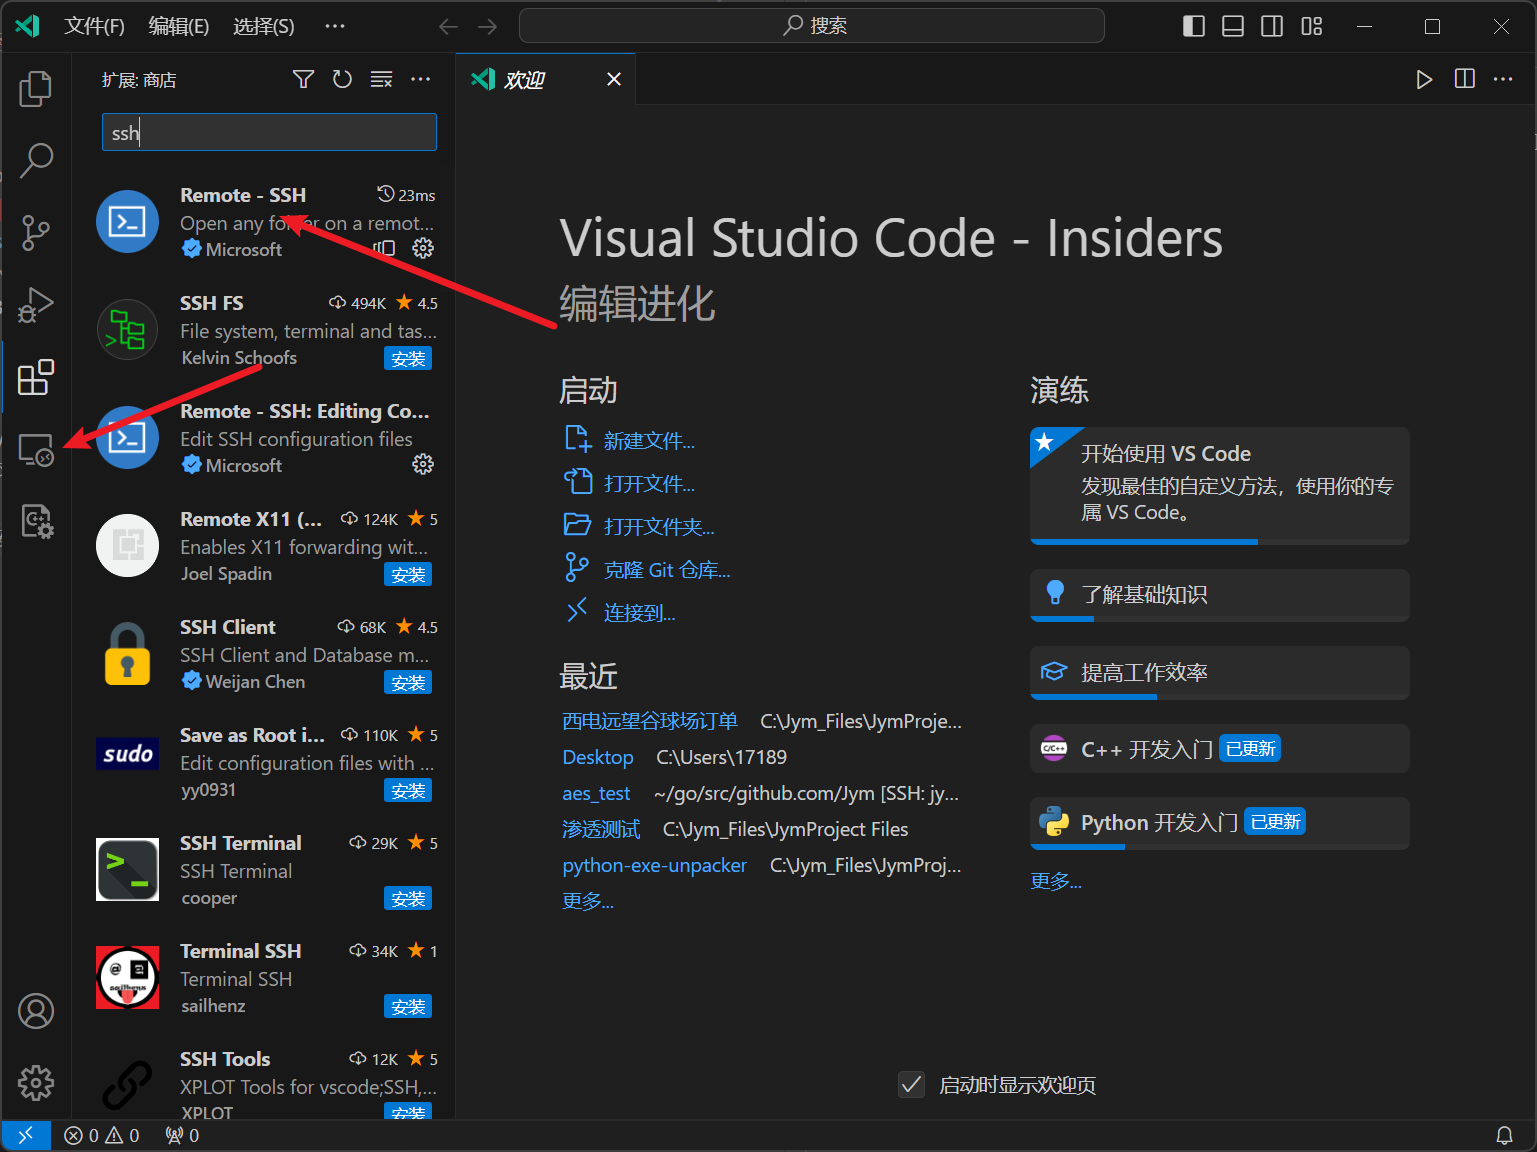 文件(F) 编辑(E) 选择(S) ··· 搜索
扩展: 商店
欢迎
ssh
Remote - SSH 23ms
Open any folder on a remot...
Microsoft
SSH FS 494K 4.5
File system, terminal and tas...
Kelvin Schoofs 安装
Remote - SSH: Editing Co...
Edit SSH configuration files
Microsoft
Remote X11 (... 124K 5
Enables X11 forwarding wit...
Joel Spadin 安装
SSH Client 68K 4.5
SSH Client and Database m...
Weijan Chen 安装
sudo
Save as Root i... 110K 5
Edit configuration files with ...
yy0931 安装
SSH Terminal 29K 5
SSH Terminal
cooper 安装
Terminal SSH 34K 1
Terminal SSH
sailhenz 安装
SSH Tools 12K 5
XPLOT Tools for vscode;SSH,...
XPLOT 安装
Visual Studio Code - Insiders
编辑进化
启动
新建文件...
打开文件...
打开文件夹...
克隆 Git 仓库...
连接到...
最近
西电远望谷球场订单 C:\Jym_Files\JymProje...
Desktop C:\Users\17189
aes_test ~/go/src/github.com/Jym [SSH: jy...
渗透测试 C:\Jym_Files\JymProject Files
python-exe-unpacker C:\Jym_Files\JymProj...
更多...
演练
开始使用 VS Code
发现最佳的自定义方法，使用你的专
属 VS Code。
了解基础知识
提高工作效率
C/C++ C++ 开发入门 已更新
Python 开发入门 已更新
更多...
启动时显示欢迎页
0 0 0